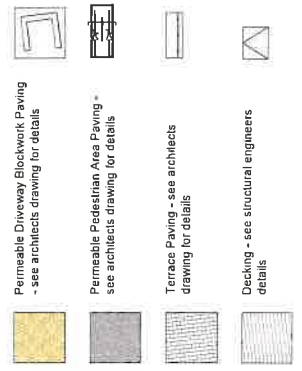 Permeable Driveway Blockwork Paving
- see architects drawing for details
Permeable Pedestrian Area Paving -
see architects drawing for details
Terrace Paving - see architects
drawing for details
Decking - see structural engineers
details